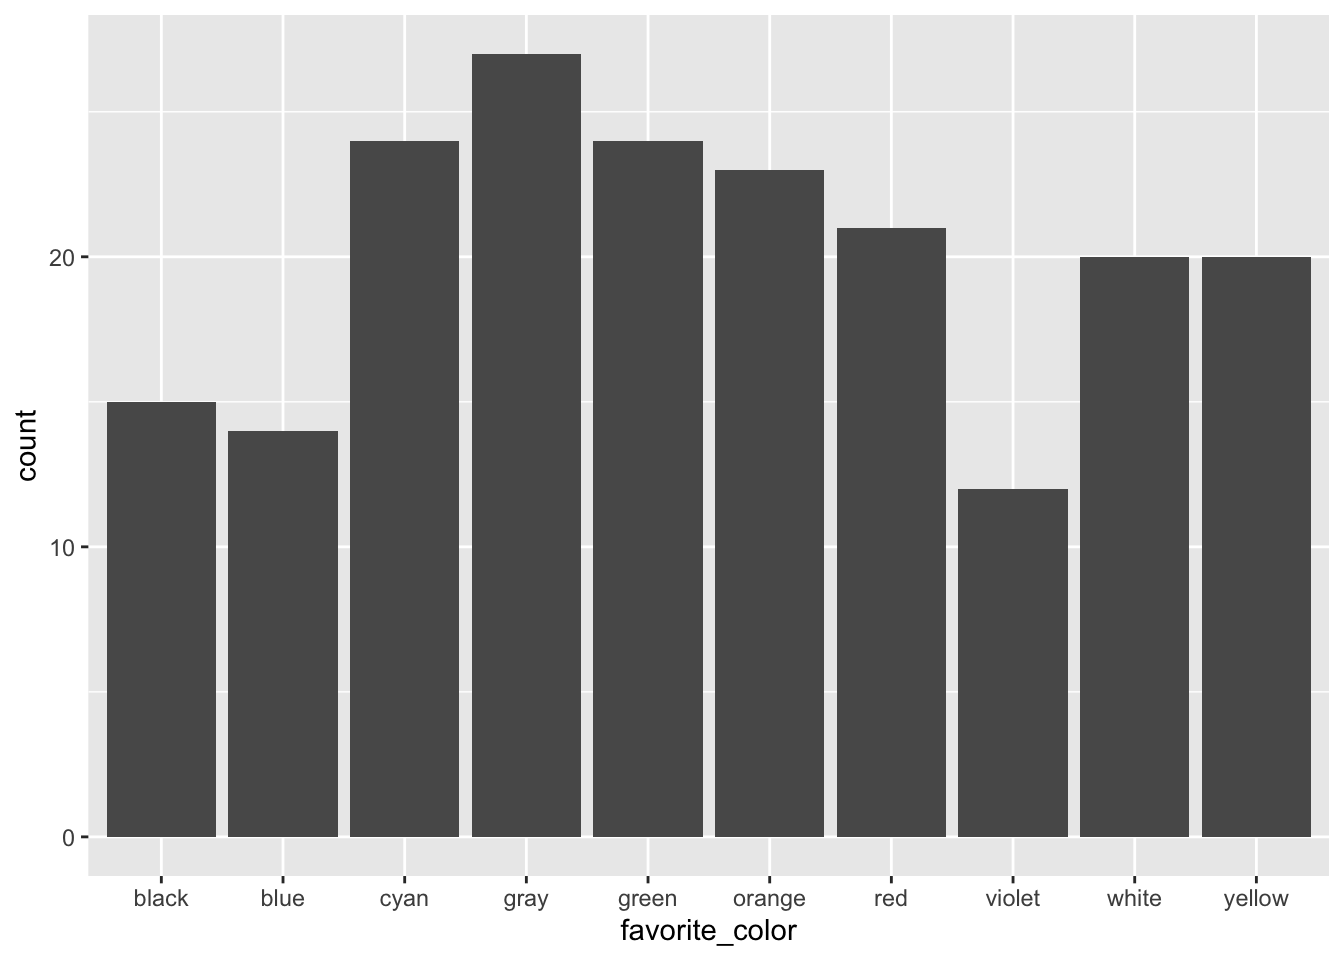 count
20
10
0
black blue cyan gray green orange red violet white yellow
favorite_color